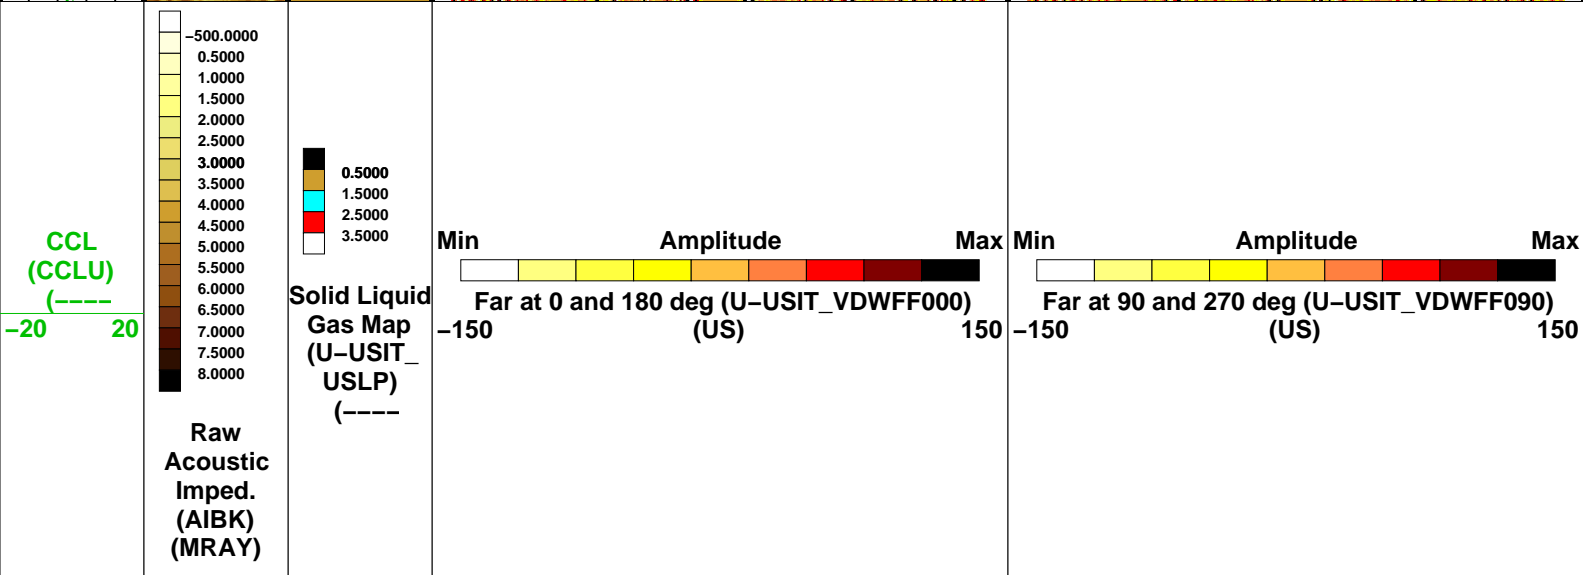 CCL
(CCLU)
(----
-20 20
-500.0000
0.5000
1.0000
1.5000
2.0000
2.5000
3.0000
3.5000
4.0000
4.5000
5.0000
5.5000
6.0000
6.5000
7.0000
7.5000
8.0000
Raw
Acoustic
Imped.
(AIBK)
(MRAY)
0.5000
1.5000
2.5000
3.5000
Solid Liquid
Gas Map
(U-USIT_
USLP)
(----
Min Amplitude Max
Far at 0 and 180 deg (U-USIT_VDWFF000)
-150 (US) 150
Min Amplitude Max
Far at 90 and 270 deg (U-USIT_VDWFF090)
-150 (US) 150